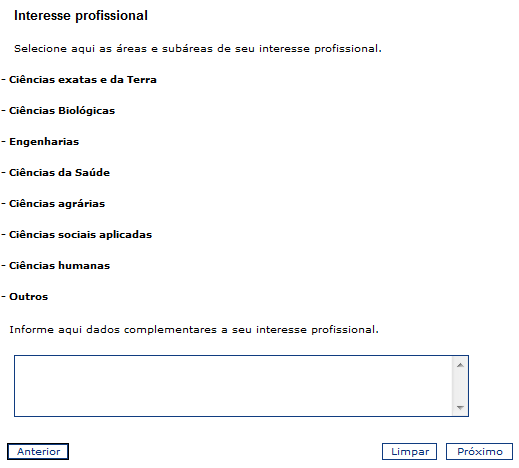 Interesse profissional
Selecione aqui as áreas e subáreas de seu interesse profissional.
- Ciências exatas e da Terra
- Ciências Biológicas
- Engenharias
- Ciências da Saúde
- Ciências agrárias
- Ciências sociais aplicadas
- Ciências humanas
- Outros
Informe aqui dados complementares a seu interesse profissional.
Anterior Limpar Próximo